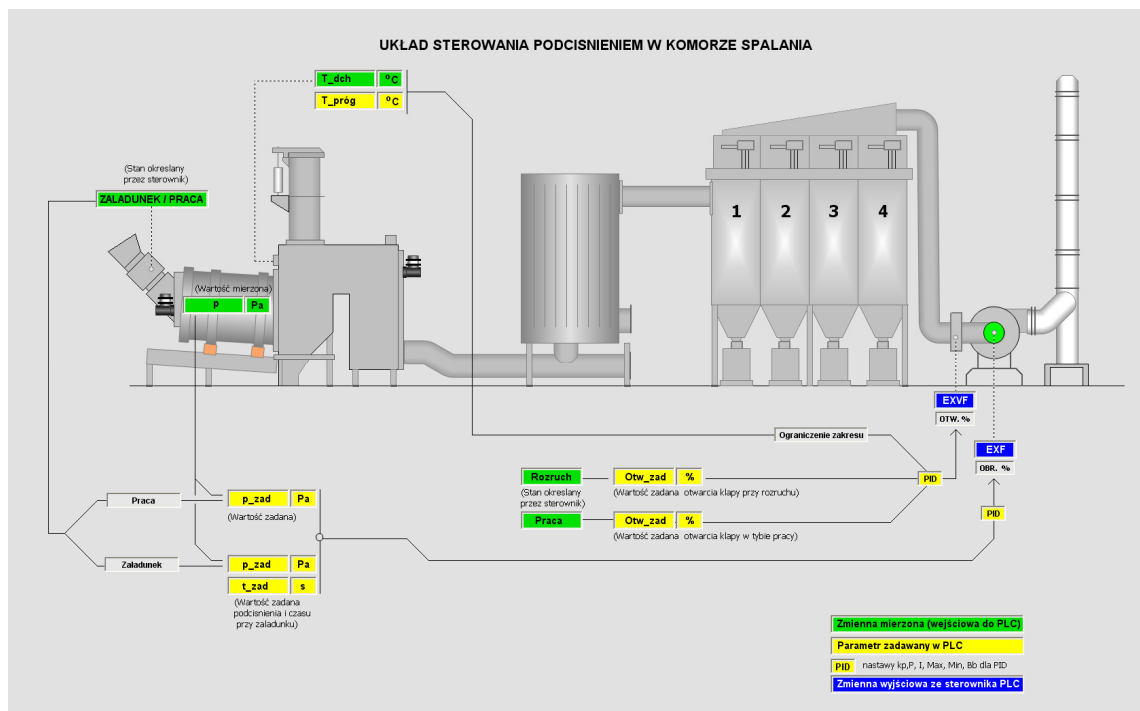 UKŁAD STEROWANIA PODCISNIENIEM W KOMORZE SPALANIA
T_dch ºC
T_próg ºC
(Stan okreslany
przez sterownik)
ZALADUNEK / PRACA
(Wartość mierzona)
p Pa
1 2 3 4
EXVF
OTW. %
Ograniczenie zakresu
EXF
OBR. %
Rozruch Otw_zad % PID
(Stan okreslany
przez sterownik)
(Wartość zadana otwarcia klapy przy rozruchu)
Praca Otw_zad %
(Wartość zadana otwarcia klapy w tybie pracy)
PID
Praca p_zad Pa
(Wartość zadana)
Załadunek p_zad Pa
t_zad s
(Wartość zadana
podcisnienia i czasu
przy zaladunku)
Zmienna mierzona (wejściowa do PLC)
Parametr zadawany w PLC
PID nastawy kp,P, I, Max, Min, Bb dla PID
Zmienna wyjściowa ze sterownika PLC